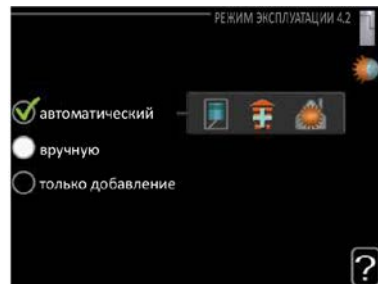 РЕЖИМ ЭКСПЛУАТАЦИИ 4.2
автоматический
вручную
только добавление
?